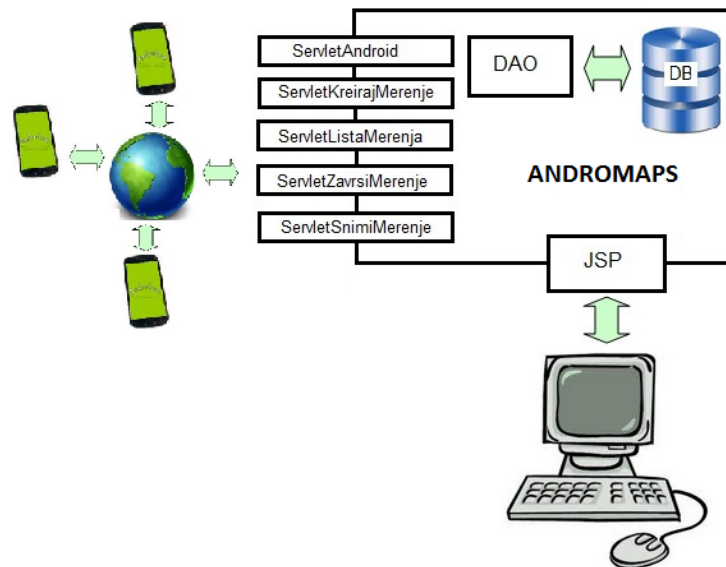 ServletAndroid
DAO
DB
ServletKreirajMerenje
ServletListaMerenja
ServletZavrsiMerenje
ANDROMAPS
ServletSnimiMerenje
JSP